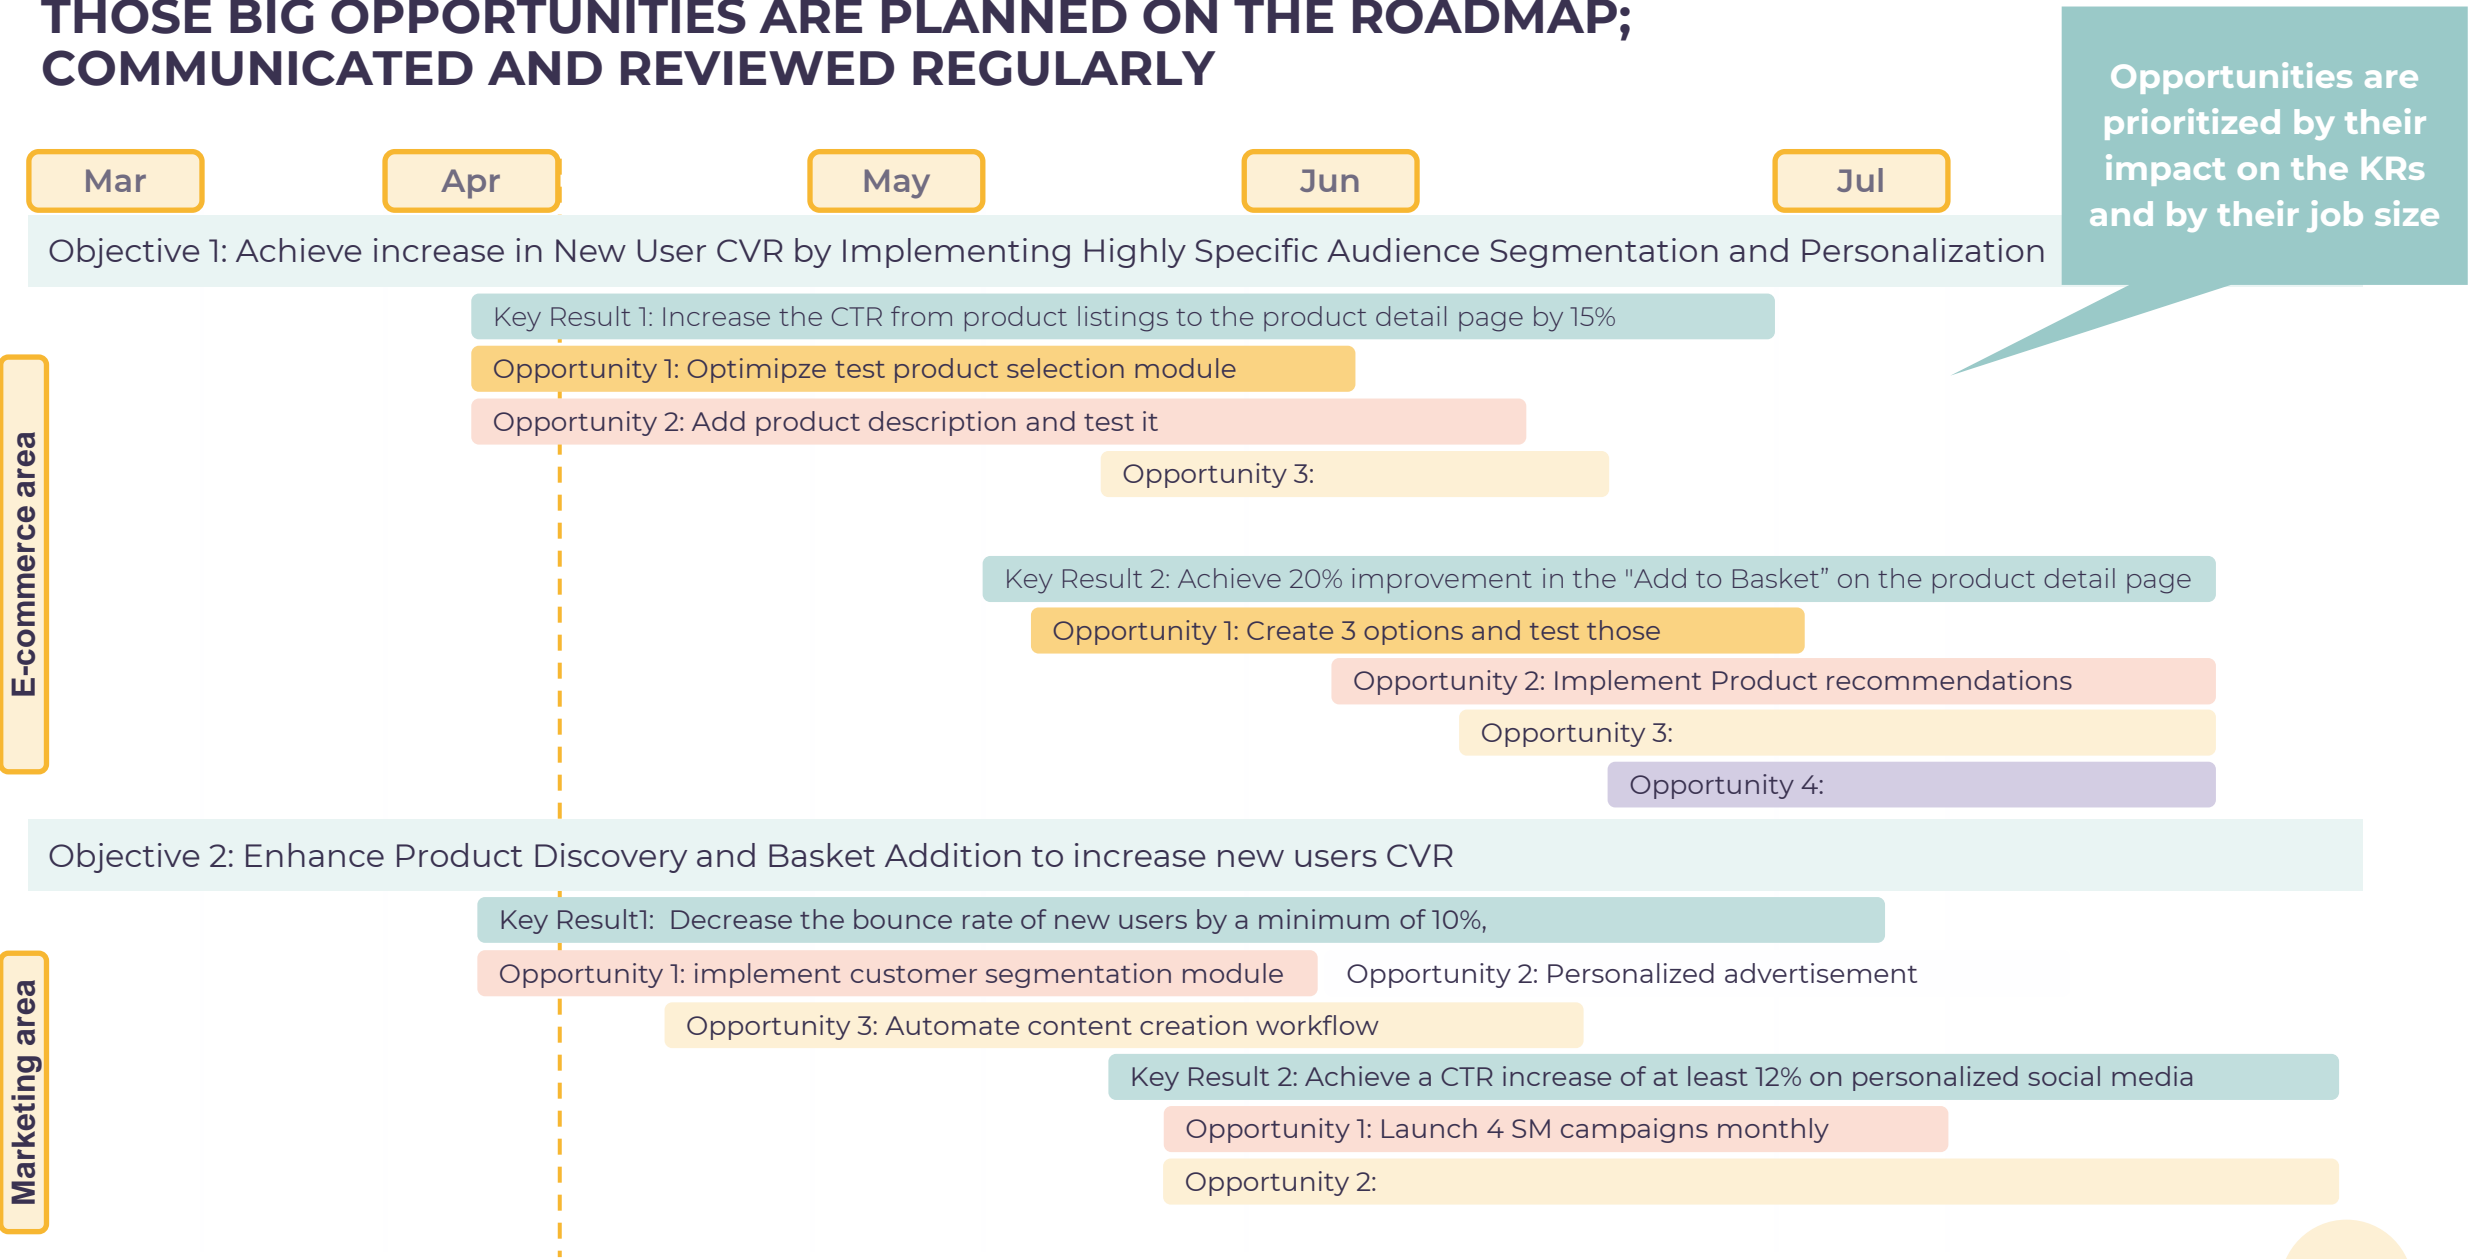 THOSE BIG OPPORTUNITIES ARE PLANNED ON THE ROADMAP;
COMMUNICATED AND REVIEWED REGULARLY
Opportunities are
prioritized by their
impact on the KRs
and by their job size
Mar
Apr
May
Jun
Jul
Objective 1: Achieve increase in New User CVR by Implementing Highly Specific Audience Segmentation and Personalization
E-commerce area
Key Result 1: Increase the CTR from product listings to the product detail page by 15%
Opportunity 1: Optimipze test product selection module
Opportunity 2: Add product description and test it
Opportunity 3:
Key Result 2: Achieve 20% improvement in the "Add to Basket” on the product detail page
Opportunity 1: Create 3 options and test those
Opportunity 2: Implement Product recommendations
Opportunity 3:
Opportunity 4:
Objective 2: Enhance Product Discovery and Basket Addition to increase new users CVR
Marketing area
Key Result1:  Decrease the bounce rate of new users by a minimum of 10%,
Opportunity 1: implement customer segmentation module
Opportunity 2: Personalized advertisement
Opportunity 3: Automate content creation workflow
Key Result 2: Achieve a CTR increase of at least 12% on personalized social media
Opportunity 1: Launch 4 SM campaigns monthly
Opportunity 2: